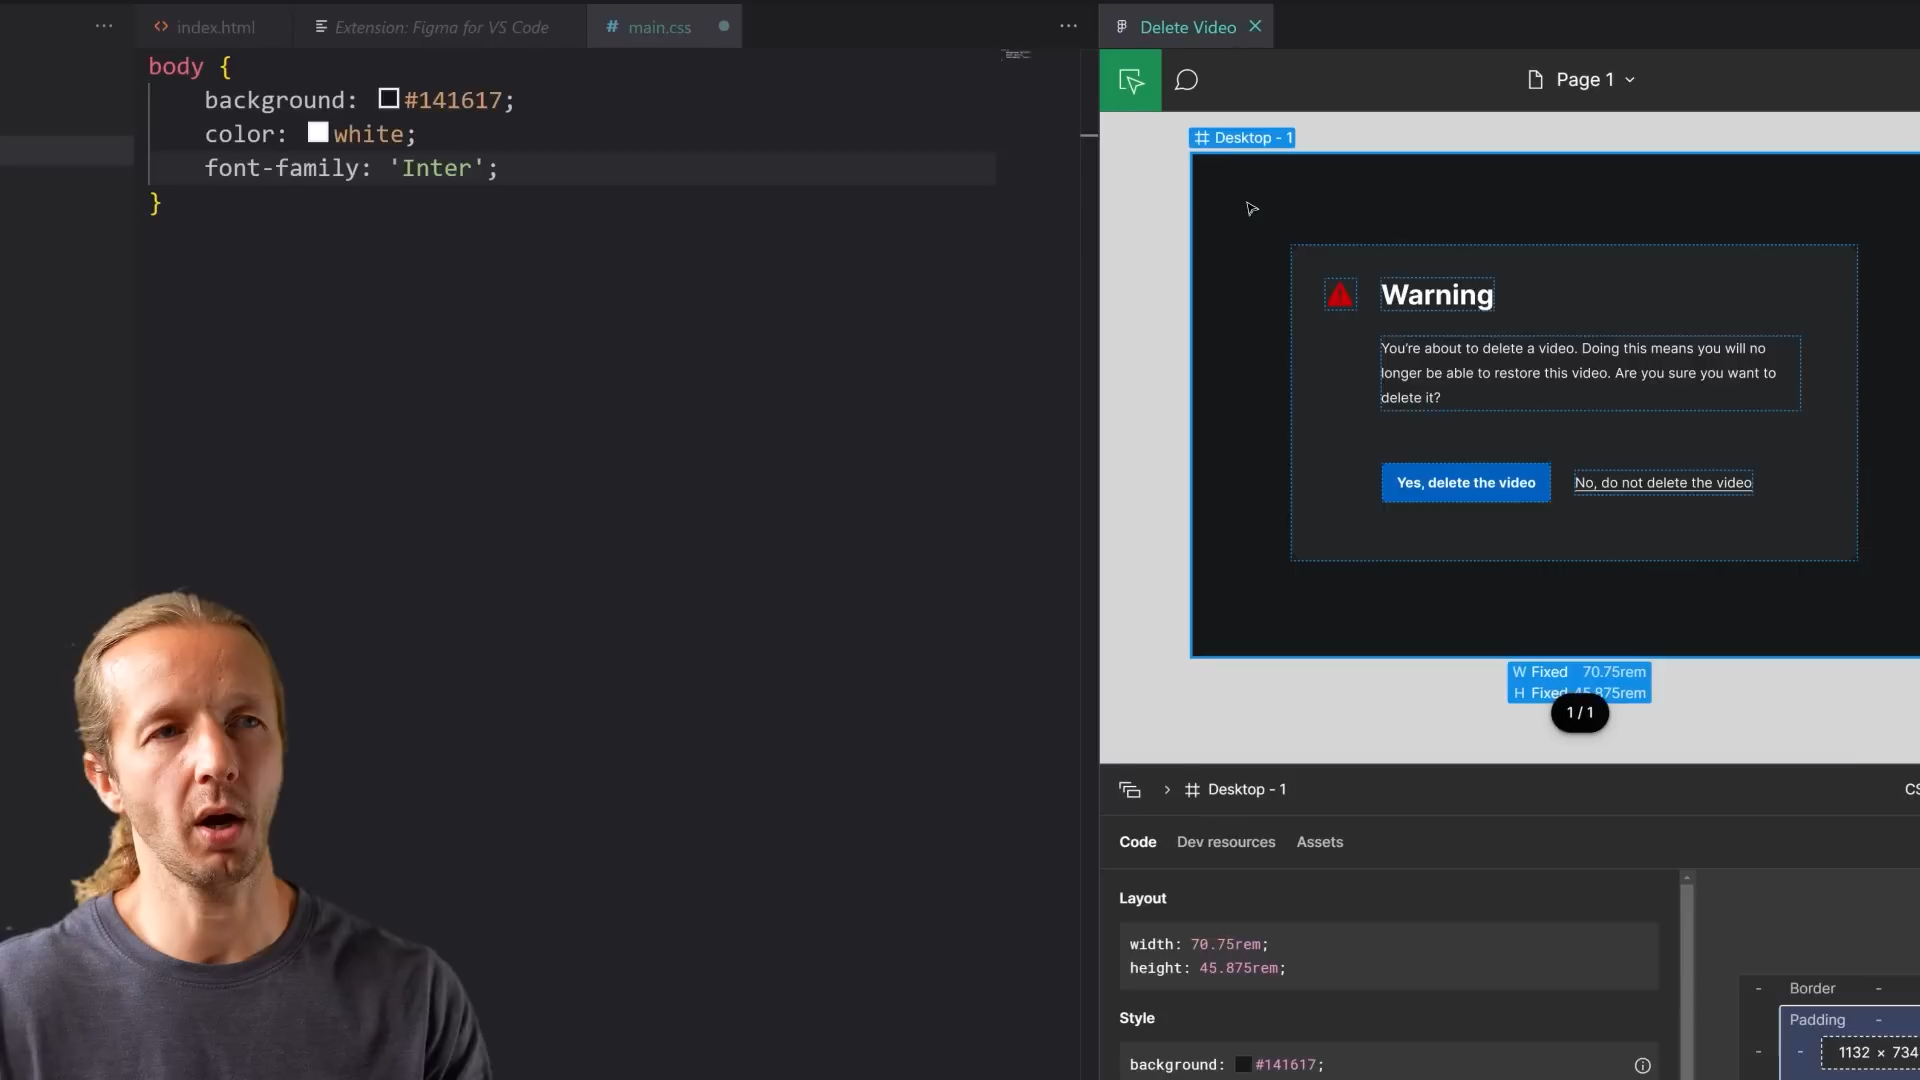 index.html
Extension: Figma for VS Code
# main.css
body {
background: #141617;
color: white;
font-family: 'Inter';
}
Delete Video
Page 1
Desktop - 1
Warning
You're about to delete a video. Doing this means you will no
longer be able to restore this video. Are you sure you want to
delete it?
Yes, delete the video
No, do not delete the video
W Fixed 70.75rem
H Fixed 45.875rem
1 / 1
Desktop - 1
CS
Code
Dev resources
Assets
Layout
width: 70.75rem;
height: 45.875rem;
Style
background: #141617;
- Border -
Padding -
- -
1132 × 734